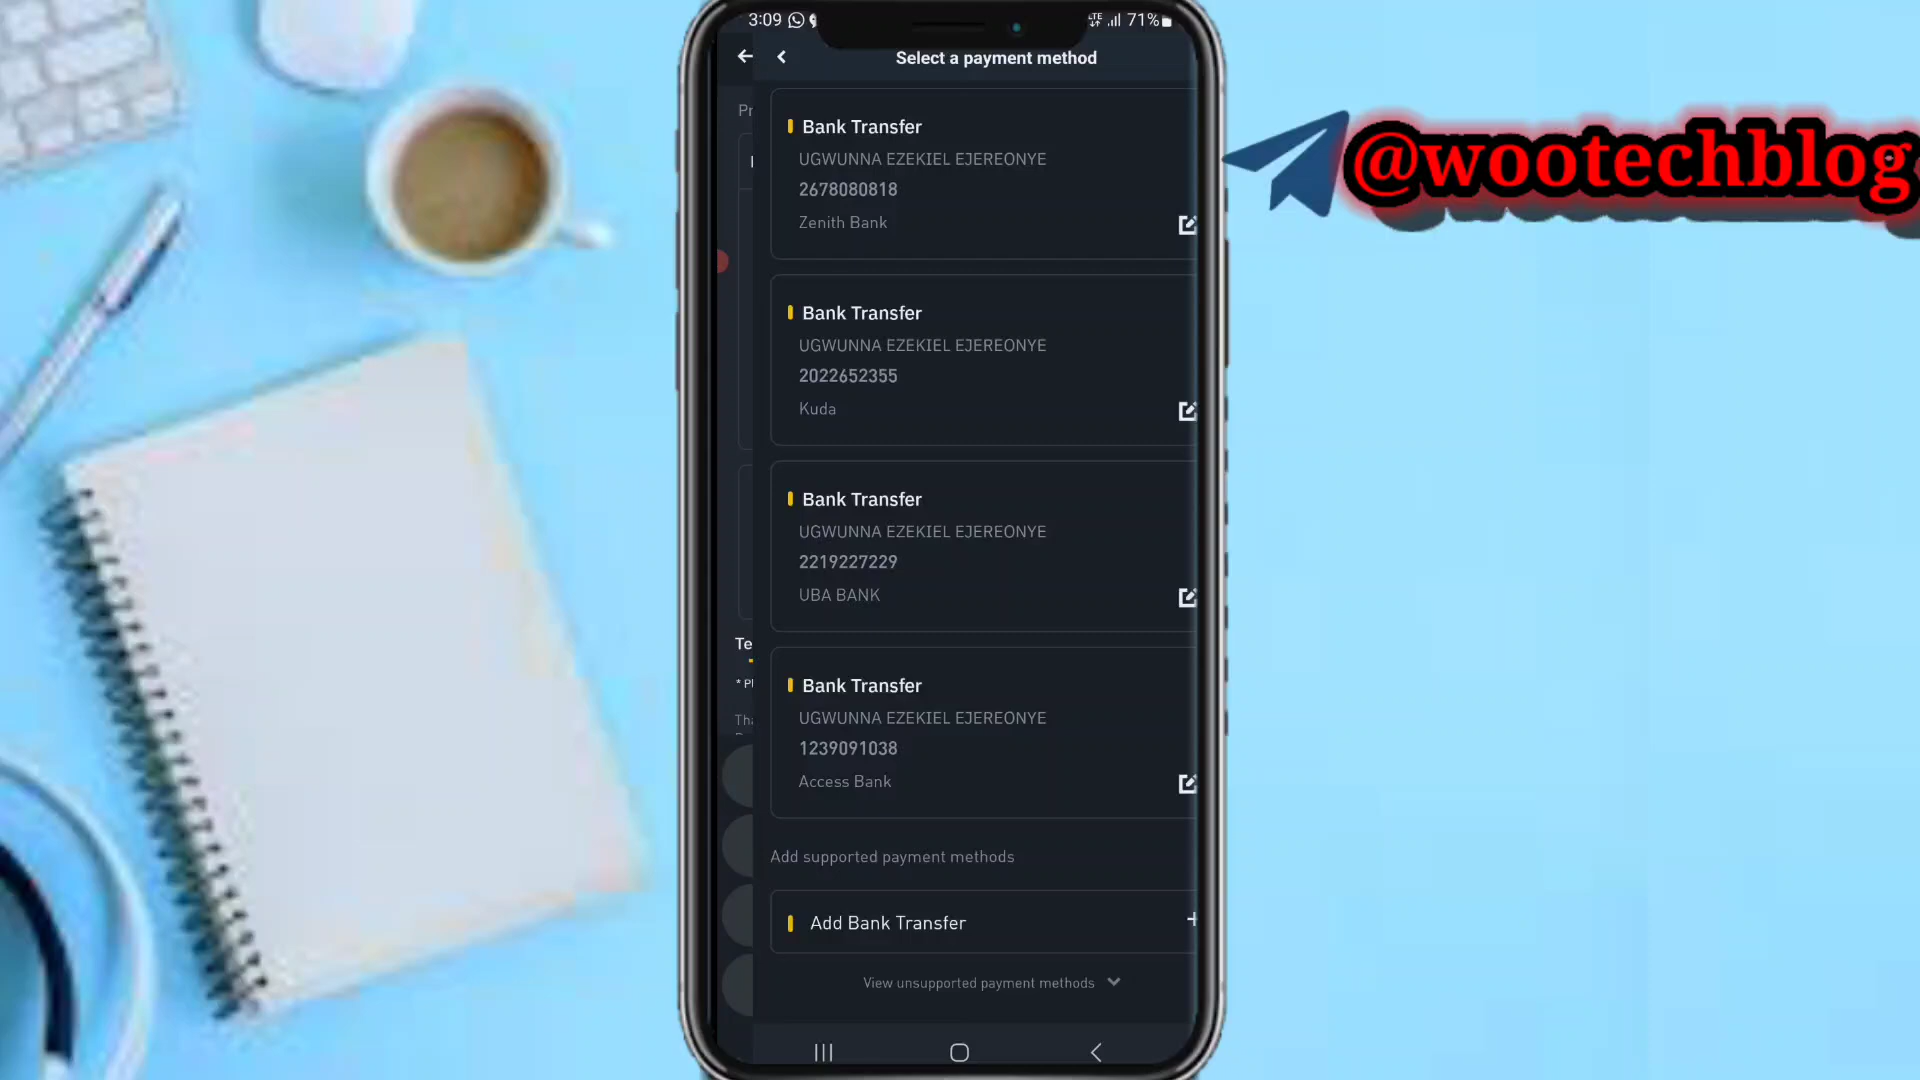 3:09
LTE 71%
Select a payment method
Pr
Bank Transfer
UGWUNNA EZEKIEL EJEREONYE
2678080818
Zenith Bank
Bank Transfer
UGWUNNA EZEKIEL EJEREONYE
2022652355
Kuda
Bank Transfer
UGWUNNA EZEKIEL EJEREONYE
2219227229
UBA BANK
Te
Bank Transfer
* Pl
UGWUNNA EZEKIEL EJEREONYE
Tha
1239091038
Access Bank
Add supported payment methods
Add Bank Transfer +
View unsupported payment methods
@wootechblog